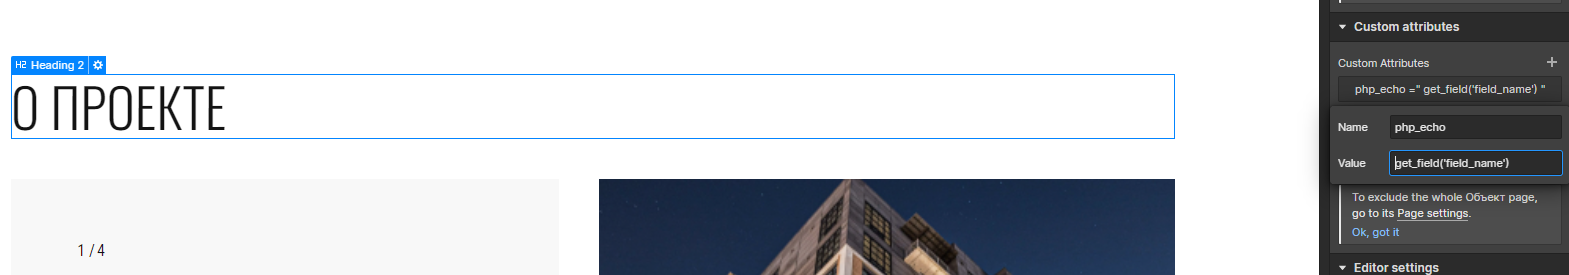 Custom attributes
Custom Attributes +
php_echo =" get_field('field_name') "
Name php_echo
Value get_field('field_name')
To exclude the whole Объект page,
go to its Page settings.
Ok, got it
Editor settings
H2 Heading 2
О ПРОЕКТЕ
1 / 4